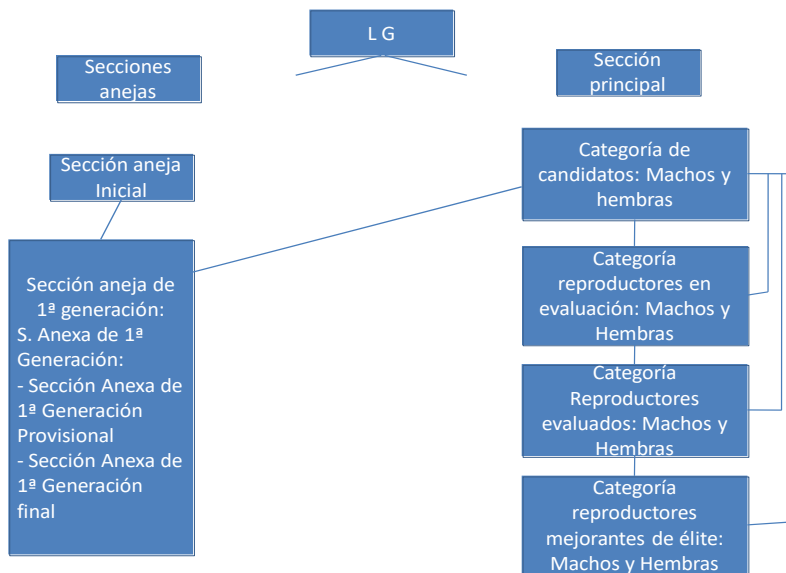 L G
Secciones
anejas
Sección
principal
Sección aneja
Inicial
Categoría de
candidatos: Machos y
hembras
Sección aneja de
1ª generación:
S. Anexa de 1ª
Generación:
- Sección Anexa de
1ª Generación
Provisional
- Sección Anexa de
1ª Generación
final
Categoría
reproductores en
evaluación: Machos y
Hembras
Categoría
Reproductores
evaluados: Machos y
Hembras
Categoría
reproductores
mejorantes de élite:
Machos y Hembras